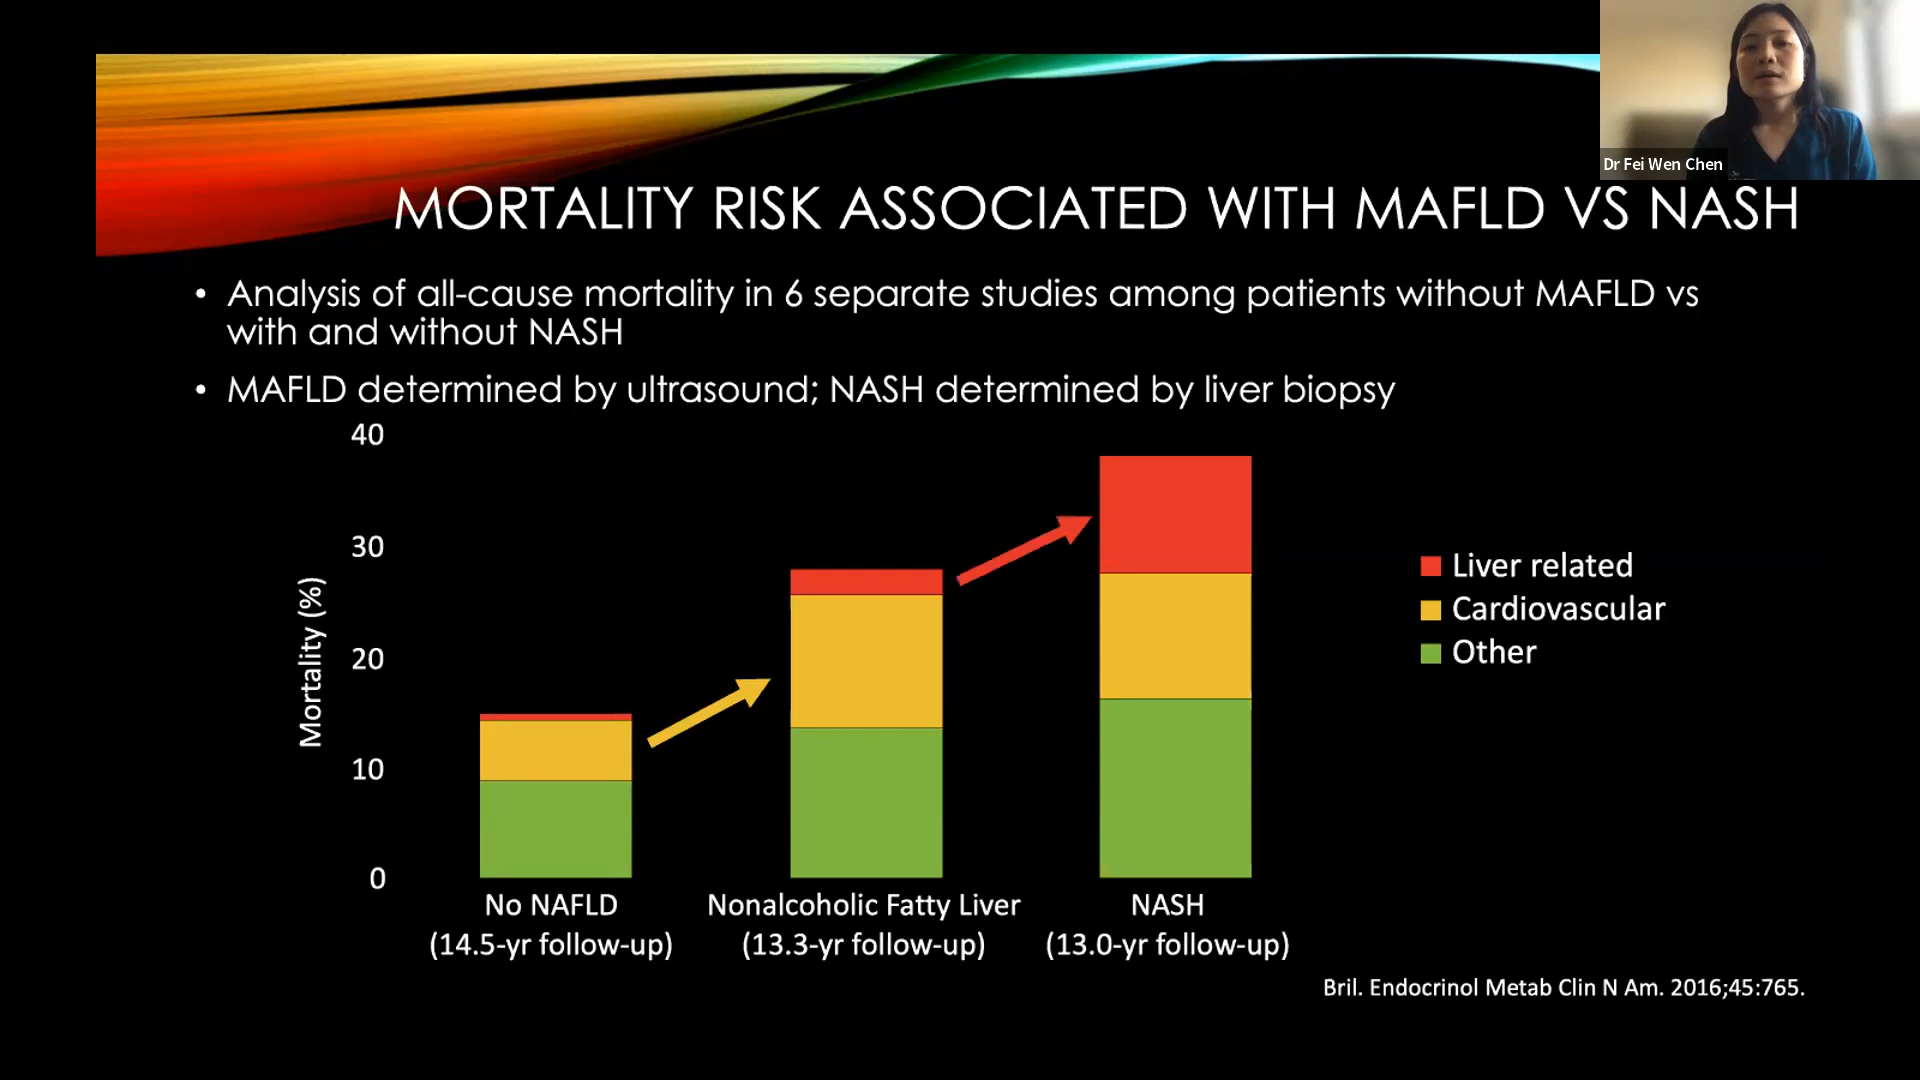 Dr Fei Wen Chen
MORTALITY RISK ASSOCIATED WITH MAFLD VS NASH
• Analysis of all-cause mortality in 6 separate studies among patients without MAFLD vs
with and without NASH
• MAFLD determined by ultrasound; NASH determined by liver biopsy
40
30
20
10
0
Mortality (%)
Liver related
Cardiovascular
Other
No NAFLD
(14.5-yr follow-up)
Nonalcoholic Fatty Liver
(13.3-yr follow-up)
NASH
(13.0-yr follow-up)
Bril. Endocrinol Metab Clin N Am. 2016;45:765.